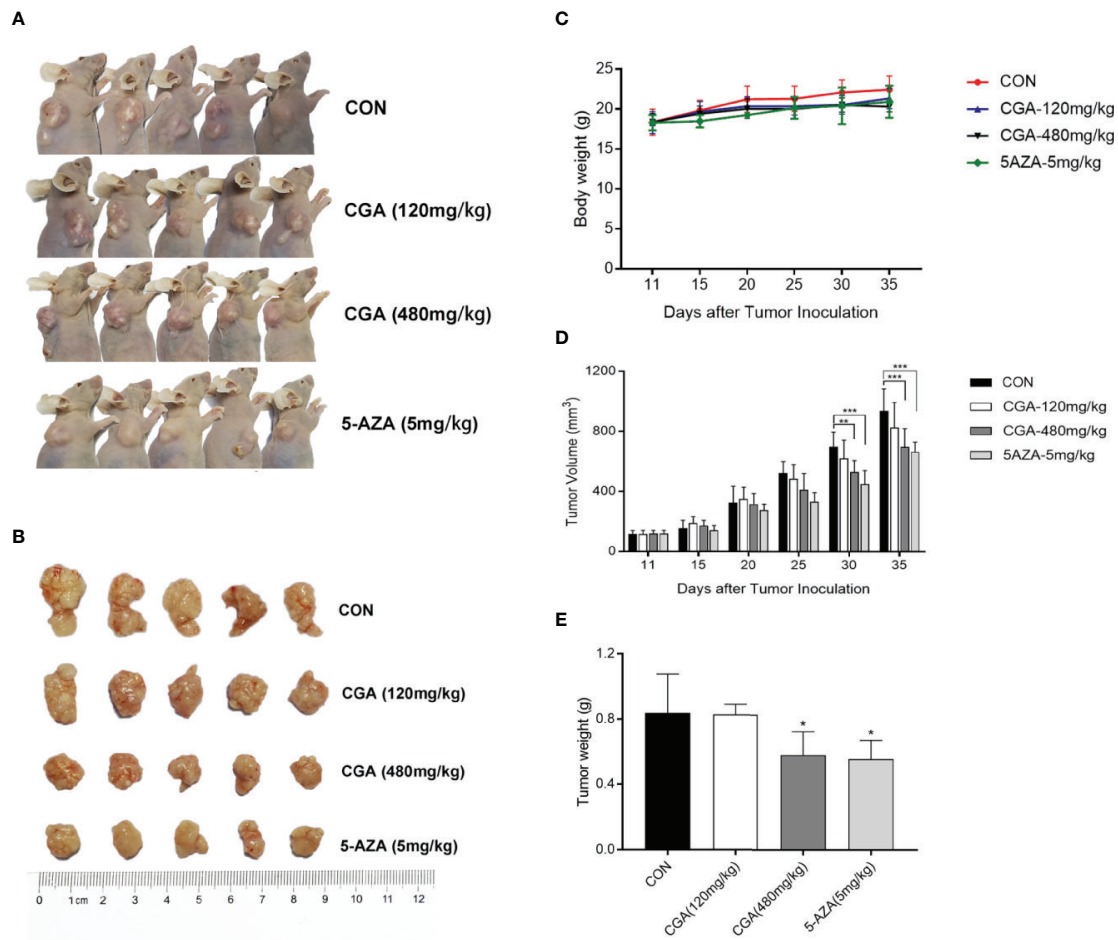 A
CON
CGA (120mg/kg)
CGA (480mg/kg)
5-AZA (5mg/kg)
B
CON
CGA (120mg/kg)
CGA (480mg/kg)
5-AZA (5mg/kg)
0 1cm 2 3 4 5 6 7 8 9 10 11 12
C
Body weight (g)
25
20
15
10
5
0
11 15 20 25 30 35
Days after Tumor Inoculation
CON
CGA-120mg/kg
CGA-480mg/kg
5AZA-5mg/kg
D
Tumor Volume (mm³)
1200
800
400
0
*** ** *** ***
11 15 20 25 30 35
Days after Tumor Inoculation
CON
CGA-120mg/kg
CGA-480mg/kg
5AZA-5mg/kg
E
Tumor weight (g)
1.2
0.8
0.4
0.0
* *
CON
CGA(120mg/kg)
CGA(480mg/kg)
5-AZA(5mg/kg)